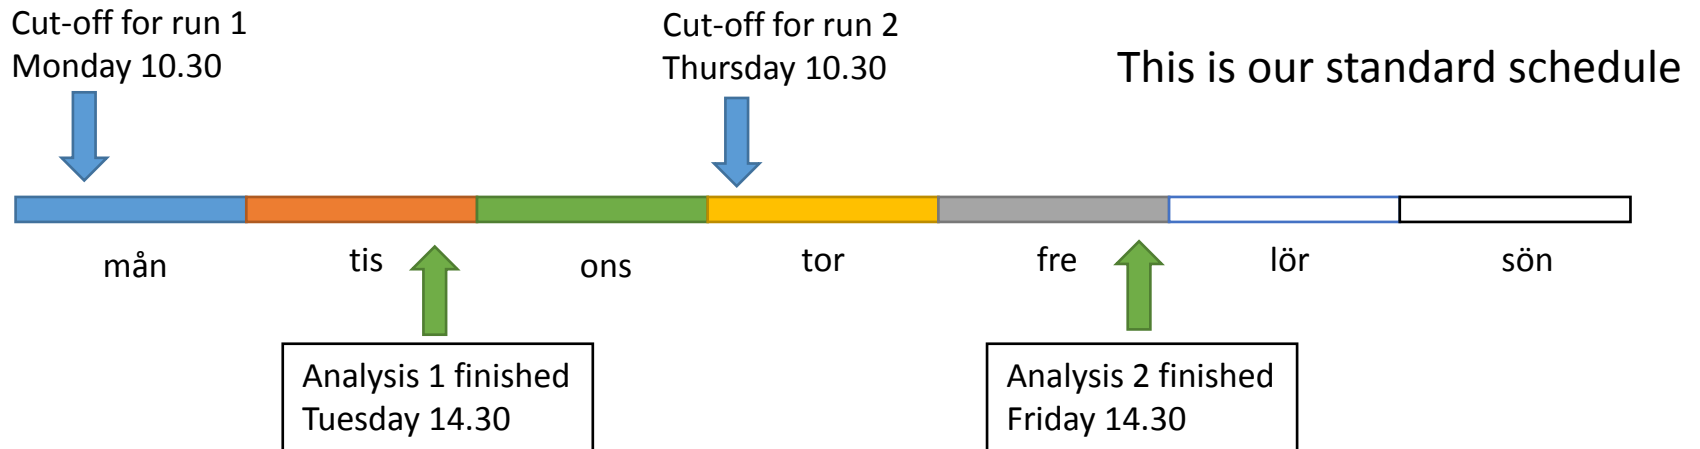 Cut-off for run 1
Monday 10.30
Cut-off for run 2
Thursday 10.30
This is our standard schedule
mån
tis
ons
tor
fre
lör
sön
Analysis 1 finished
Tuesday 14.30
Analysis 2 finished
Friday 14.30